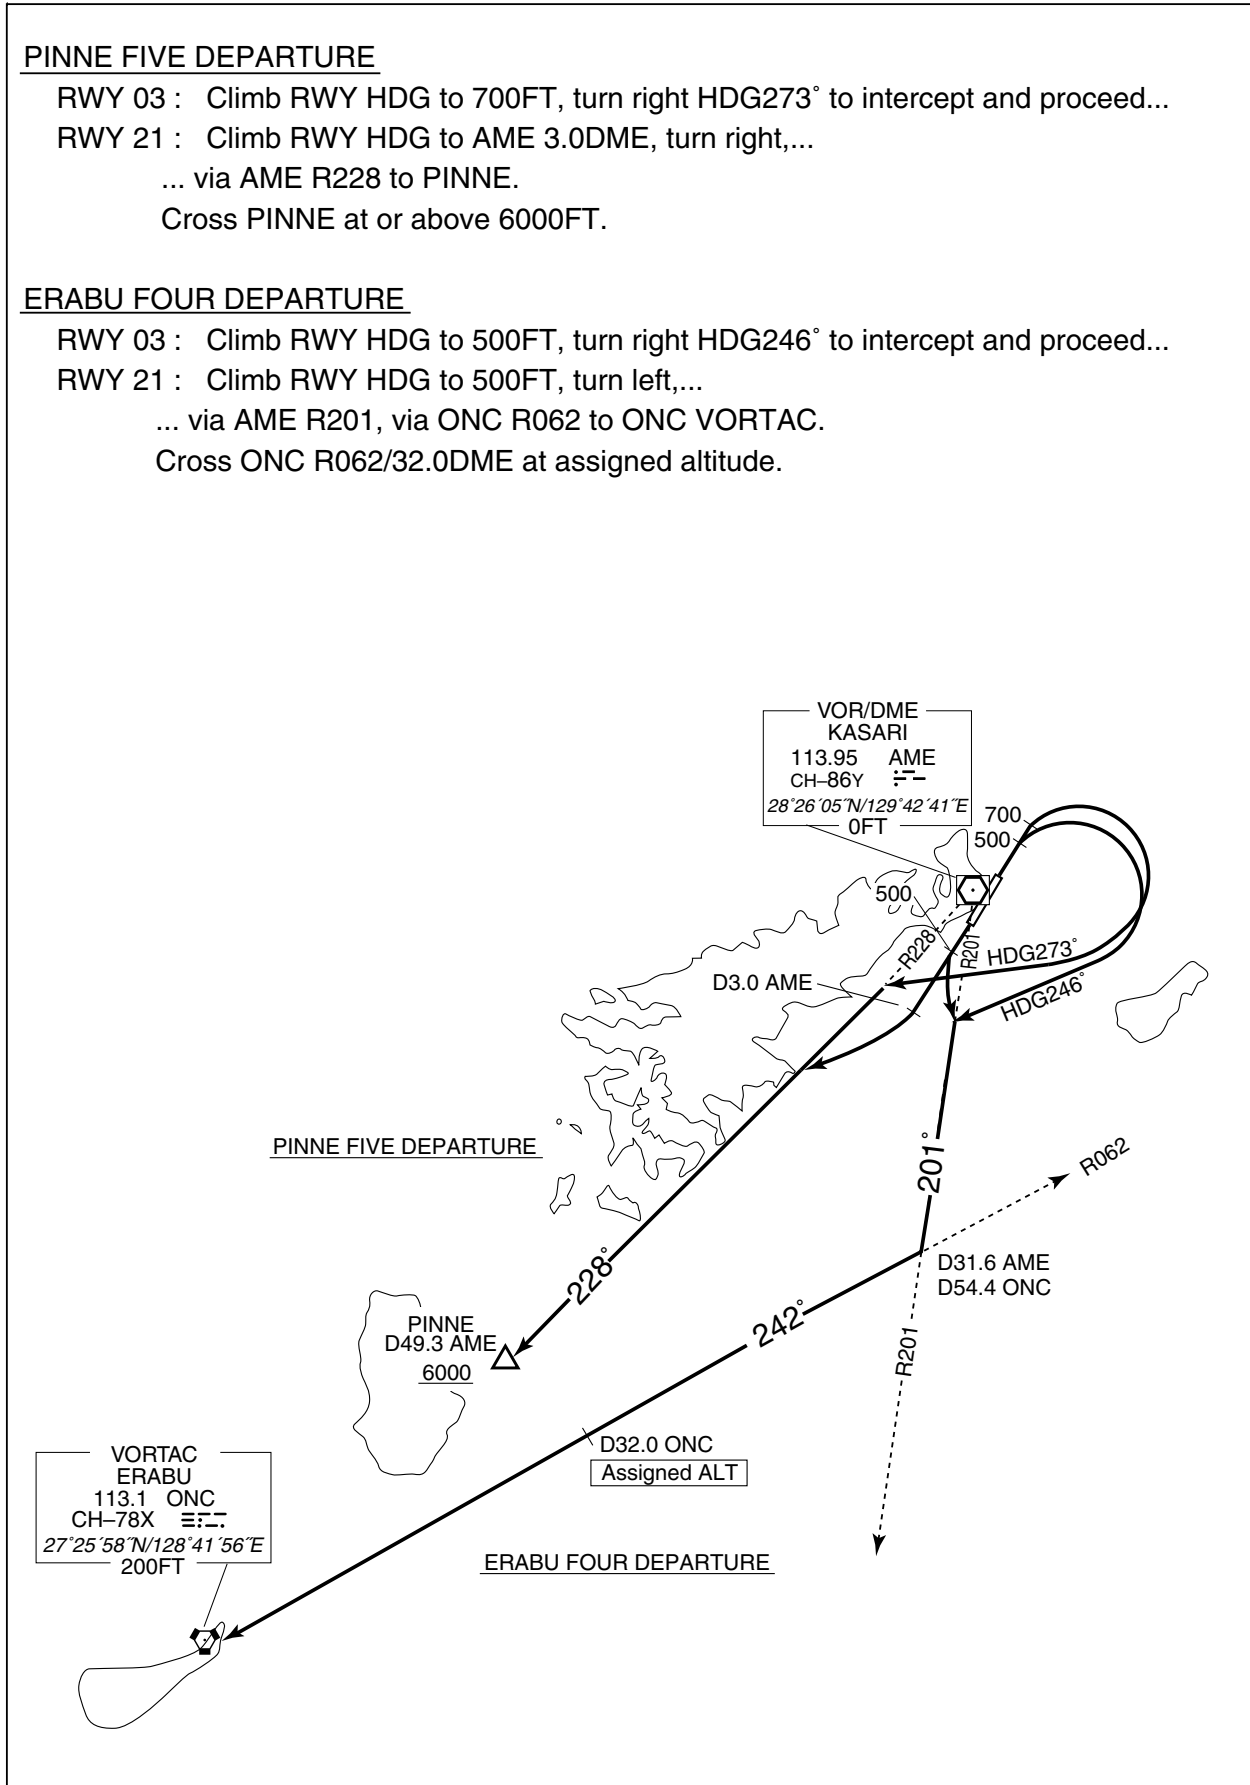 PINNE FIVE DEPARTURE
RWY 03 : Climb RWY HDG to 700FT, turn right HDG273˚ to intercept and proceed...
RWY 21 : Climb RWY HDG to AME 3.0DME, turn right,...
... via AME R228 to PINNE.
Cross PINNE at or above 6000FT.
ERABU FOUR DEPARTURE
RWY 03 : Climb RWY HDG to 500FT, turn right HDG246˚ to intercept and proceed...
RWY 21 : Climb RWY HDG to 500FT, turn left,...
... via AME R201, via ONC R062 to ONC VORTAC.
Cross ONC R062/32.0DME at assigned altitude.
VOR/DME
KASARI
113.95 AME
CH–86Y
28˚26´05˝N/129˚42´41˝E
0FT
700
500
500
R228
R201
HDG273˚
D3.0 AME
HDG246˚
PINNE FIVE DEPARTURE
201˚
R062
228˚
D31.6 AME
D54.4 ONC
242˚
R201
PINNE
D49.3 AME
6000
D32.0 ONC
Assigned ALT
VORTAC
ERABU
113.1 ONC
CH–78X
27˚25´58˝N/128˚41´56˝E
200FT
ERABU FOUR DEPARTURE